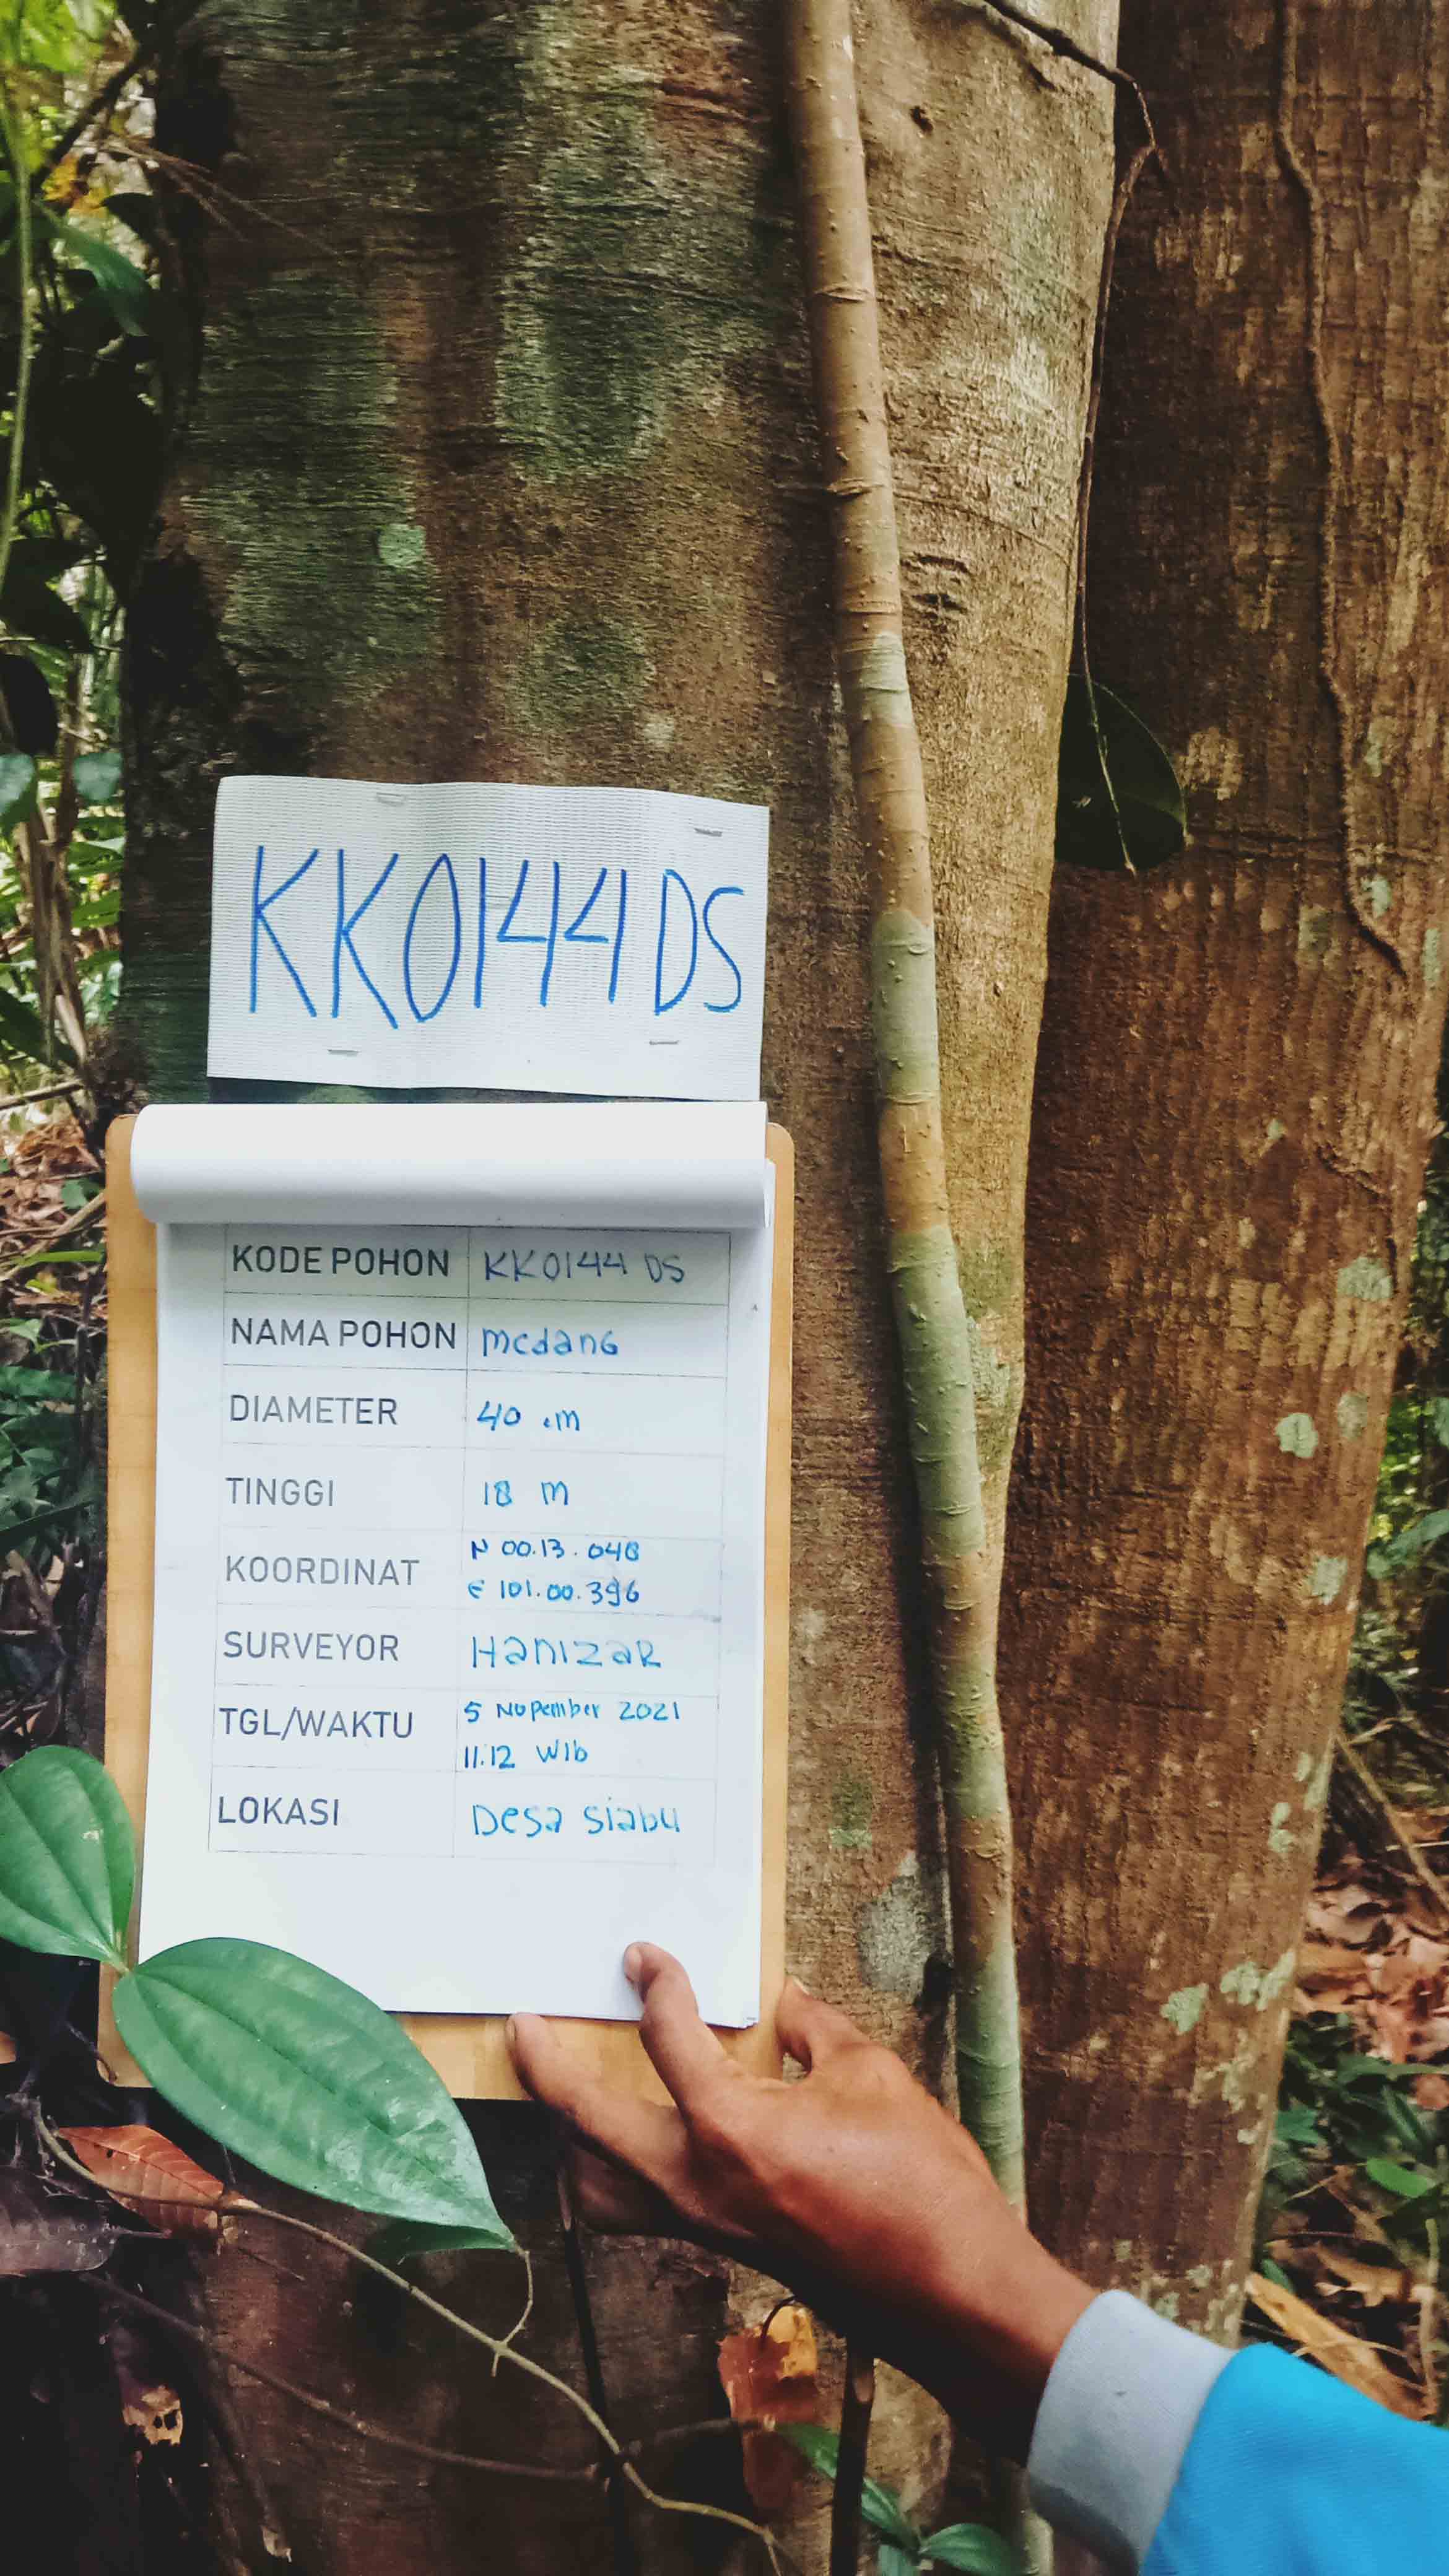 KK0144DS
KODE POHON KK0144 DS
NAMA POHON medanG
DIAMETER 40 cm
TINGGI 18 m
KOORDINAT N 00.13.048
E 101.00.396
SURVEYOR HanizaR
TGL/WAKTU 5 Nopember 2021
11.12 Wib
LOKASI Desa Siabu